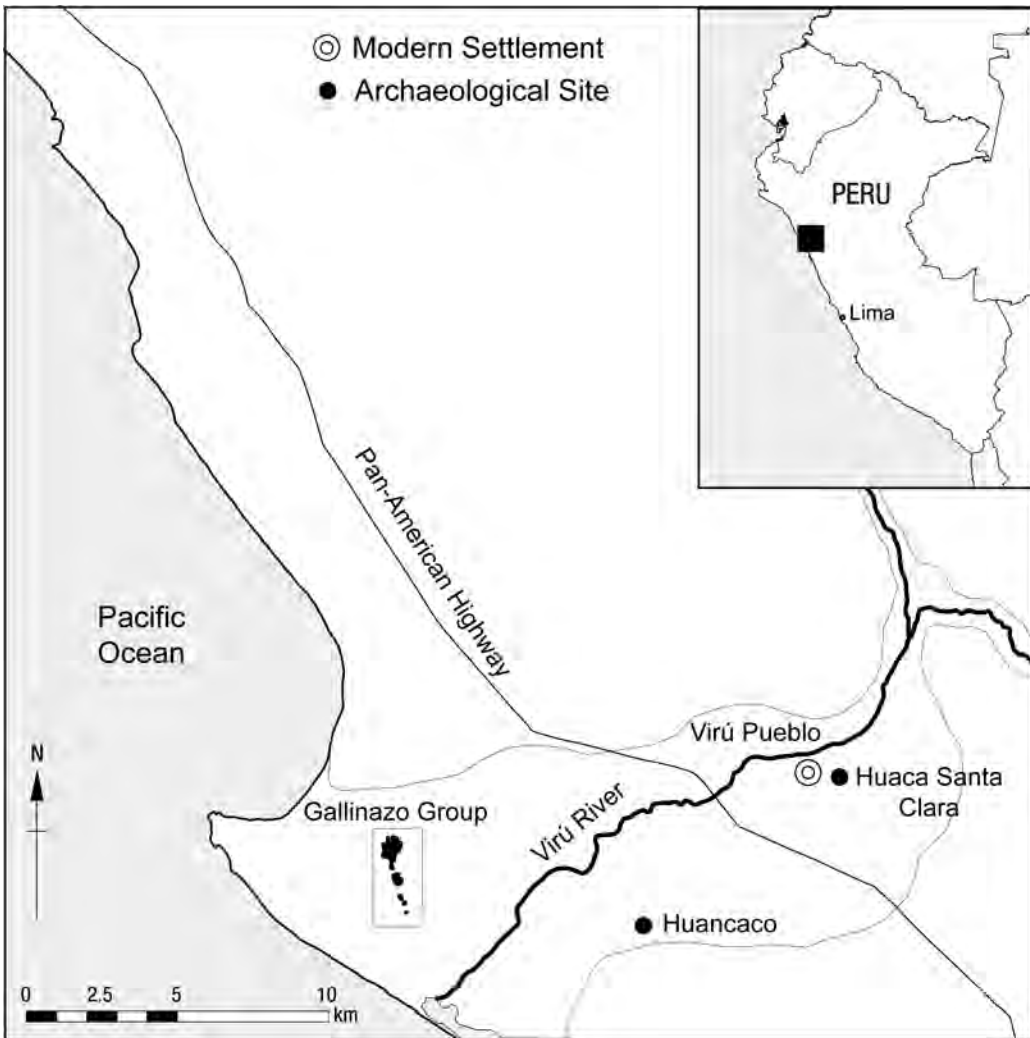 Modern Settlement
Archaeological Site
PERU
Lima
Pan-American Highway
Pacific
Ocean
N
Virú Pueblo
Huaca Santa
Clara
Gallinazo Group
Virú River
Huancaco
0 2.5 5 10
km